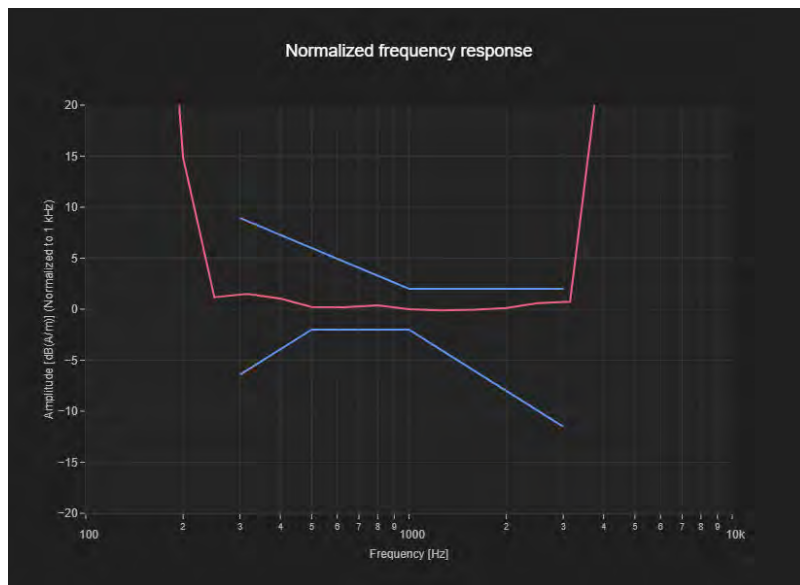 Normalized frequency response
20
15
10
5
0
−5
−10
−15
−20
Amplitude [dB(A/m)] (Normalized to 1 kHz)
100 2 3 4 5 6 7 8 9 1000 2 3 4 5 6 7 8 9 10k
Frequency [Hz]